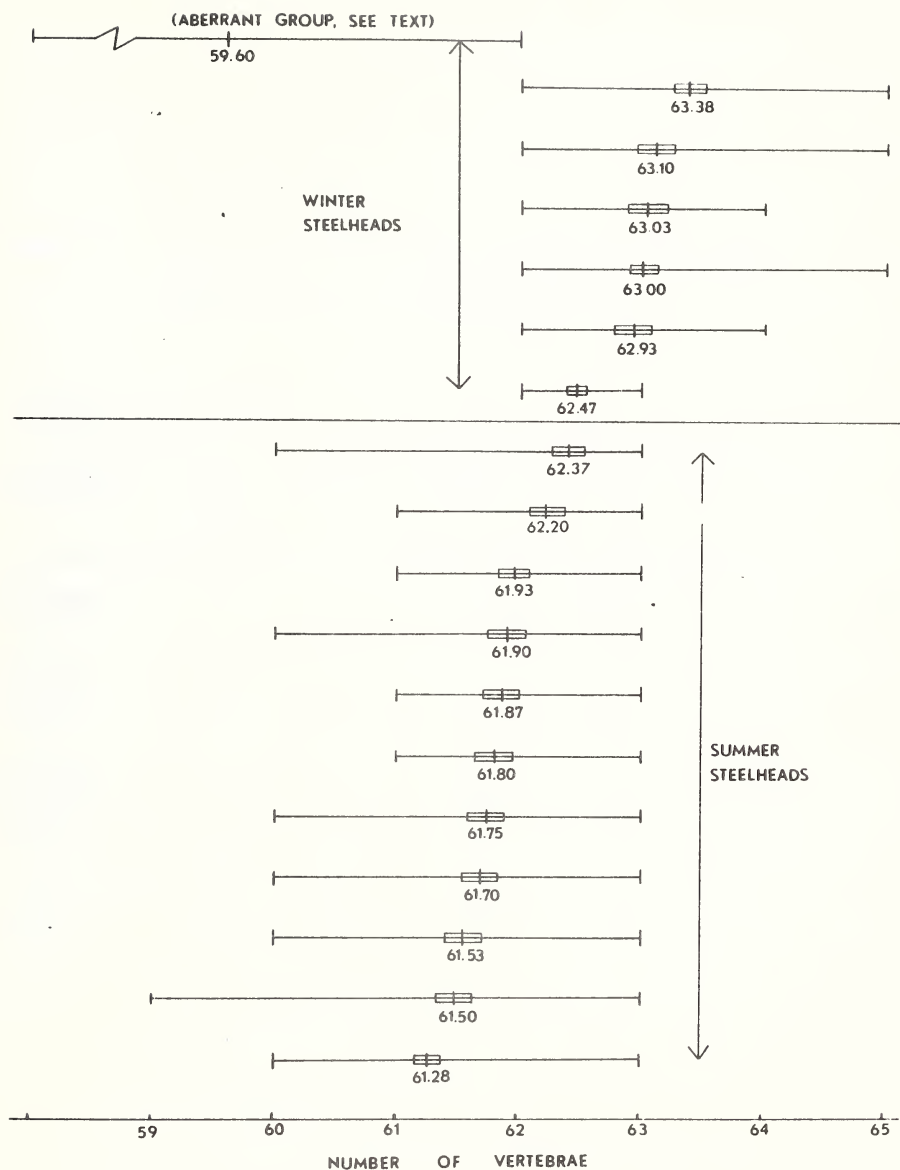 (ABERRANT GROUP, SEE TEXT)
59.60
63.38
63.10
WINTER
STEELHEADS
63.03
63 00
62.93
62.47
62.37
62.20
61.93
61.90
61.87
61.80
SUMMER
STEELHEADS
61.75
61.70
61.53
61.50
61.28
59 60 61 62 63 64 65
NUMBER OF VERTEBRAE